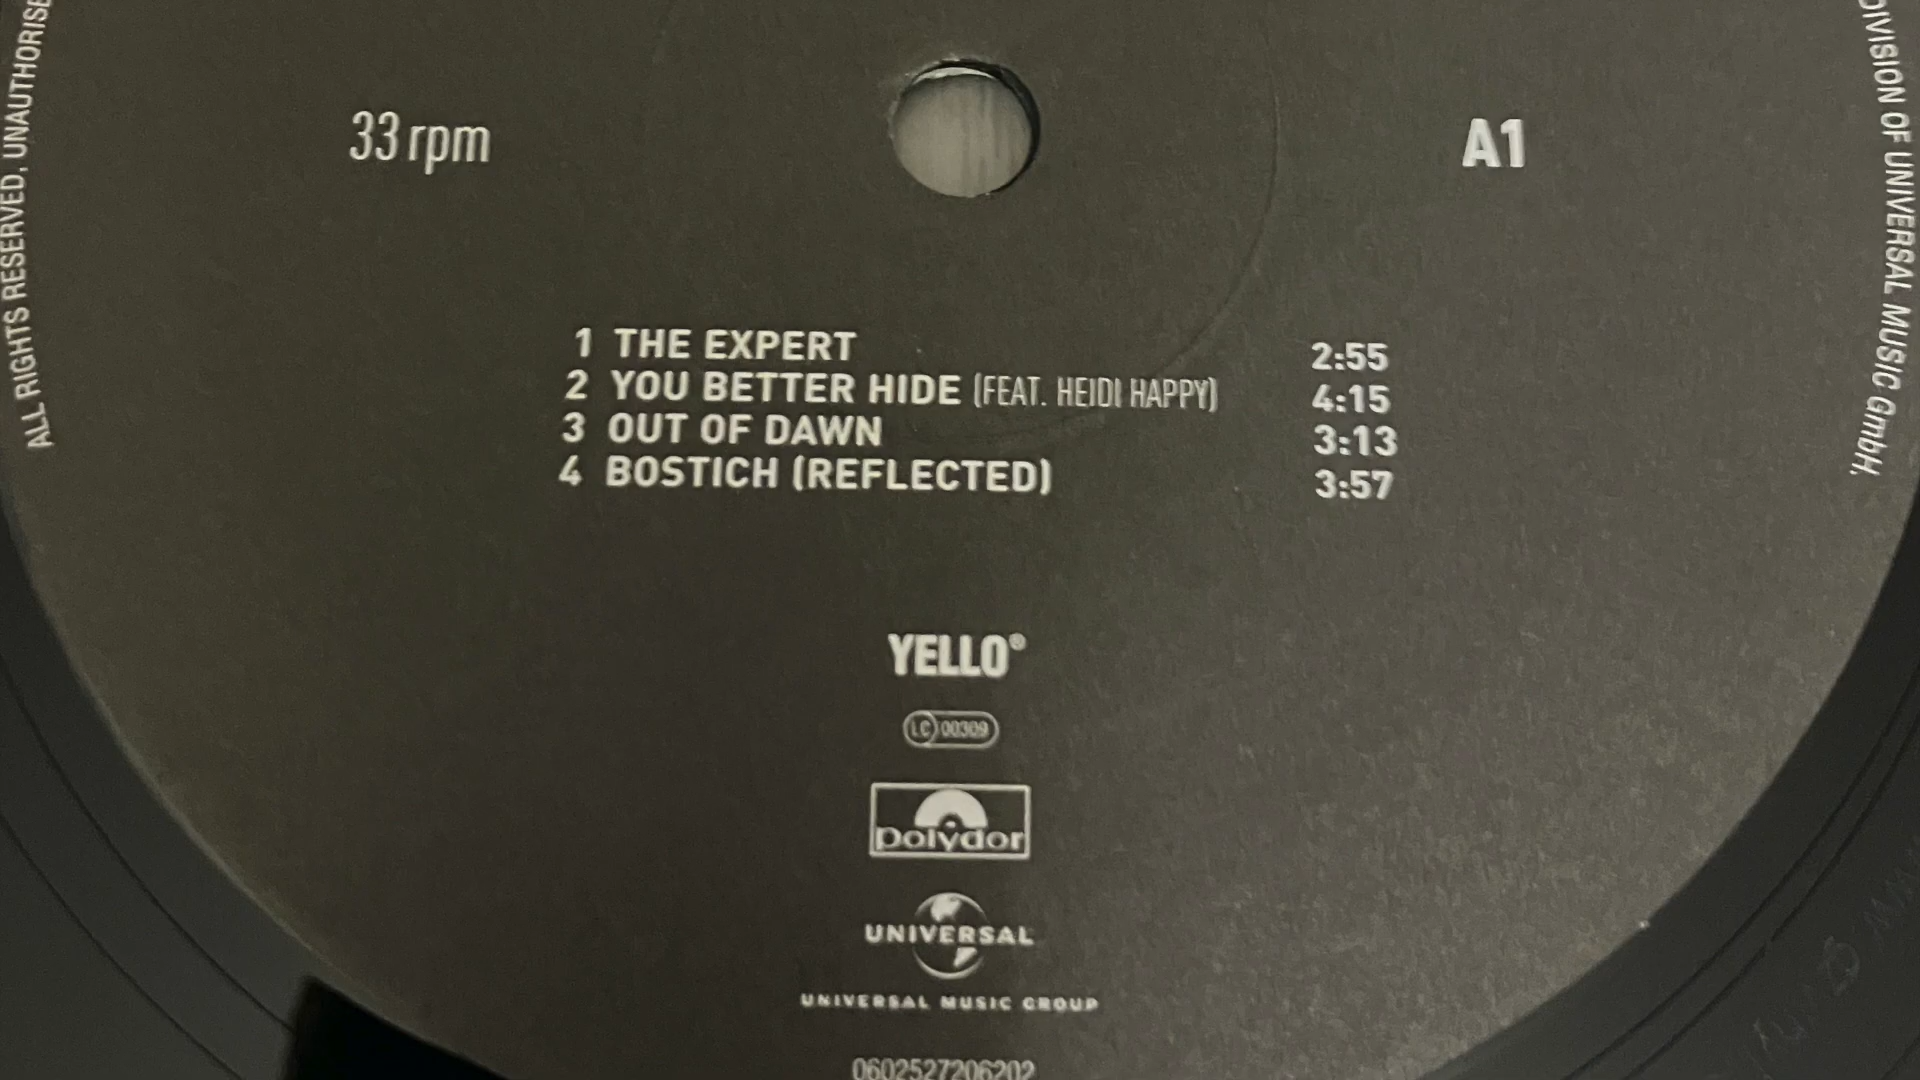 ALL RIGHTS RESERVED, UNAUTHORISE
33 rpm
A1
DIVISION OF UNIVERSAL MUSIC GmbH,
1 THE EXPERT 2:55
2 YOU BETTER HIDE (FEAT. HEIDI HAPPY) 4:15
3 OUT OF DAWN 3:13
4 BOSTICH (REFLECTED) 3:57
YELLO®
LC 00309
polydor
UNIVERSAL
UNIVERSAL MUSIC GROUP
0602527206202